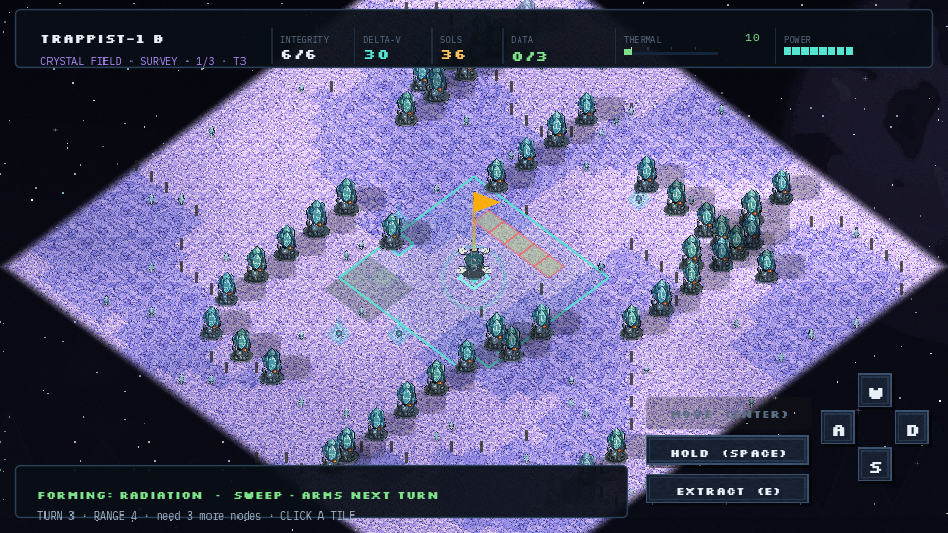 TRAPPIST-1 B
CRYSTAL FIELD · SURVEY · 1/3 · T3
INTEGRITY
6/6
DELTA-V
30
SOLS
36
DATA
0/3
THERMAL
10
POWER
W
A
D
S
HOLD (SPACE)
EXTRACT (E)
FORMING: RADIATION · SWEEP · ARMS NEXT TURN
TURN 3 · RANGE 4 · need 3 more nodes · CLICK A TILE